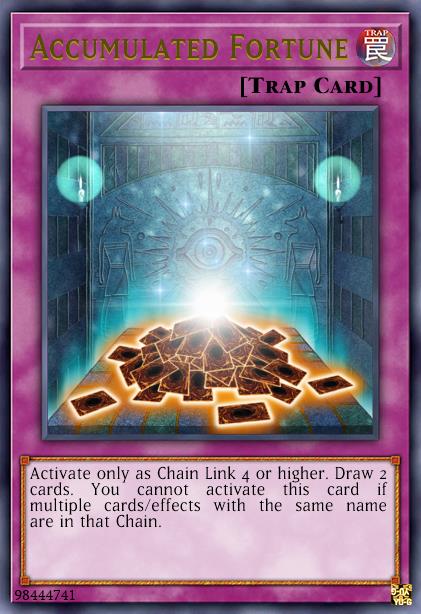 Accumulated Fortune
TRAP
罠
[Trap Card]
Activate only as Chain Link 4 or higher. Draw 2
cards. You cannot activate this card if
multiple cards/effects with the same name
are in that Chain.
98444741